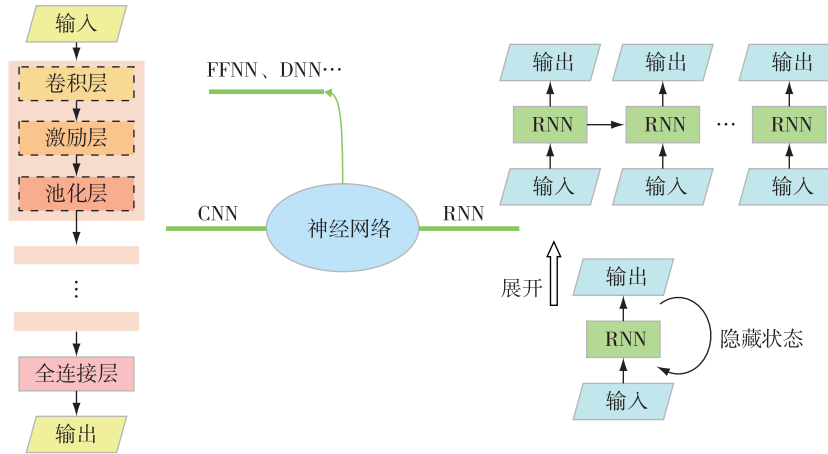 输入
卷积层
激励层
池化层
⋮
全连接层
输出
FFNN、DNN…
CNN
神经网络
RNN
输出
输出
输出
RNN
RNN
…
RNN
输入
输入
输入
展开
输出
RNN
隐藏状态
输入